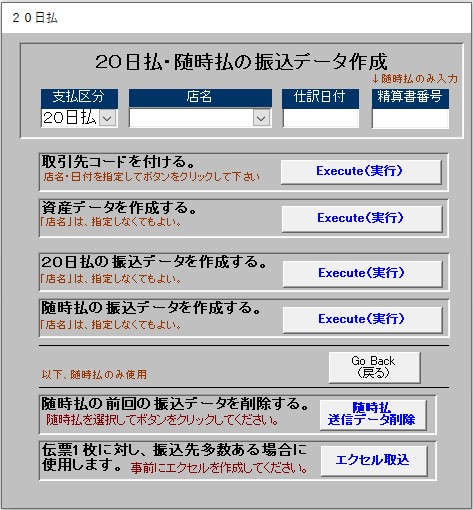 ２０日払
２０日払・随時払の振込データ作成
↓随時払のみ入力
支払区分 店名 仕訳日付 精算書番号
２０日払
取引先コードを付ける。
店名・日付を指定してボタンをクリックして下さい
Execute(実行)
資産データを作成する。
「店名」は、指定しなくてもよい。
Execute(実行)
２０日払の振込データを作成する。
「店名」は、指定しなくてもよい。
Execute(実行)
随時払の振込データを作成する。
「店名」は、指定しなくてもよい。
Execute(実行)
Go Back
(戻る)
以下、随時払のみ使用
随時払の前回の振込データを削除する。
随時払を選択してボタンをクリックしてください。
随時払
送信データ削除
伝票1枚に対し、振込先多数ある場合に
使用します。 事前にエクセルを作成してください。
エクセル取込